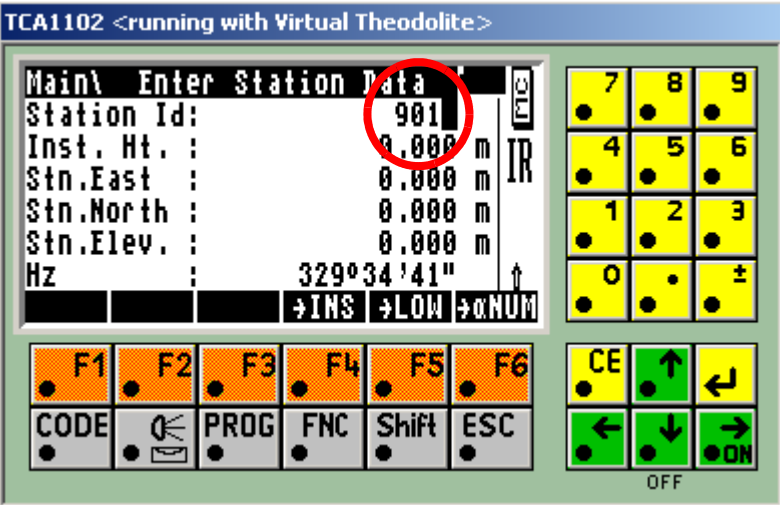 TCA1102 <running with Virtual Theodolite>
Main\ Enter Station Data
Station Id: 901
Inst. Ht. : 0.000 m
IR
Stn.East : 0.000 m
Stn.North : 0.000 m
Stn.Elev. : 0.000 m
Hz : 329°34'41" ⇑
→INS →LOW →αNUM
7 8 9
4 5 6
1 2 3
0 . ±
F1 F2 F3 F4 F5 F6
CODE PROG FNC Shift ESC
CE ↑ ↵
← ↓ → ON
OFF